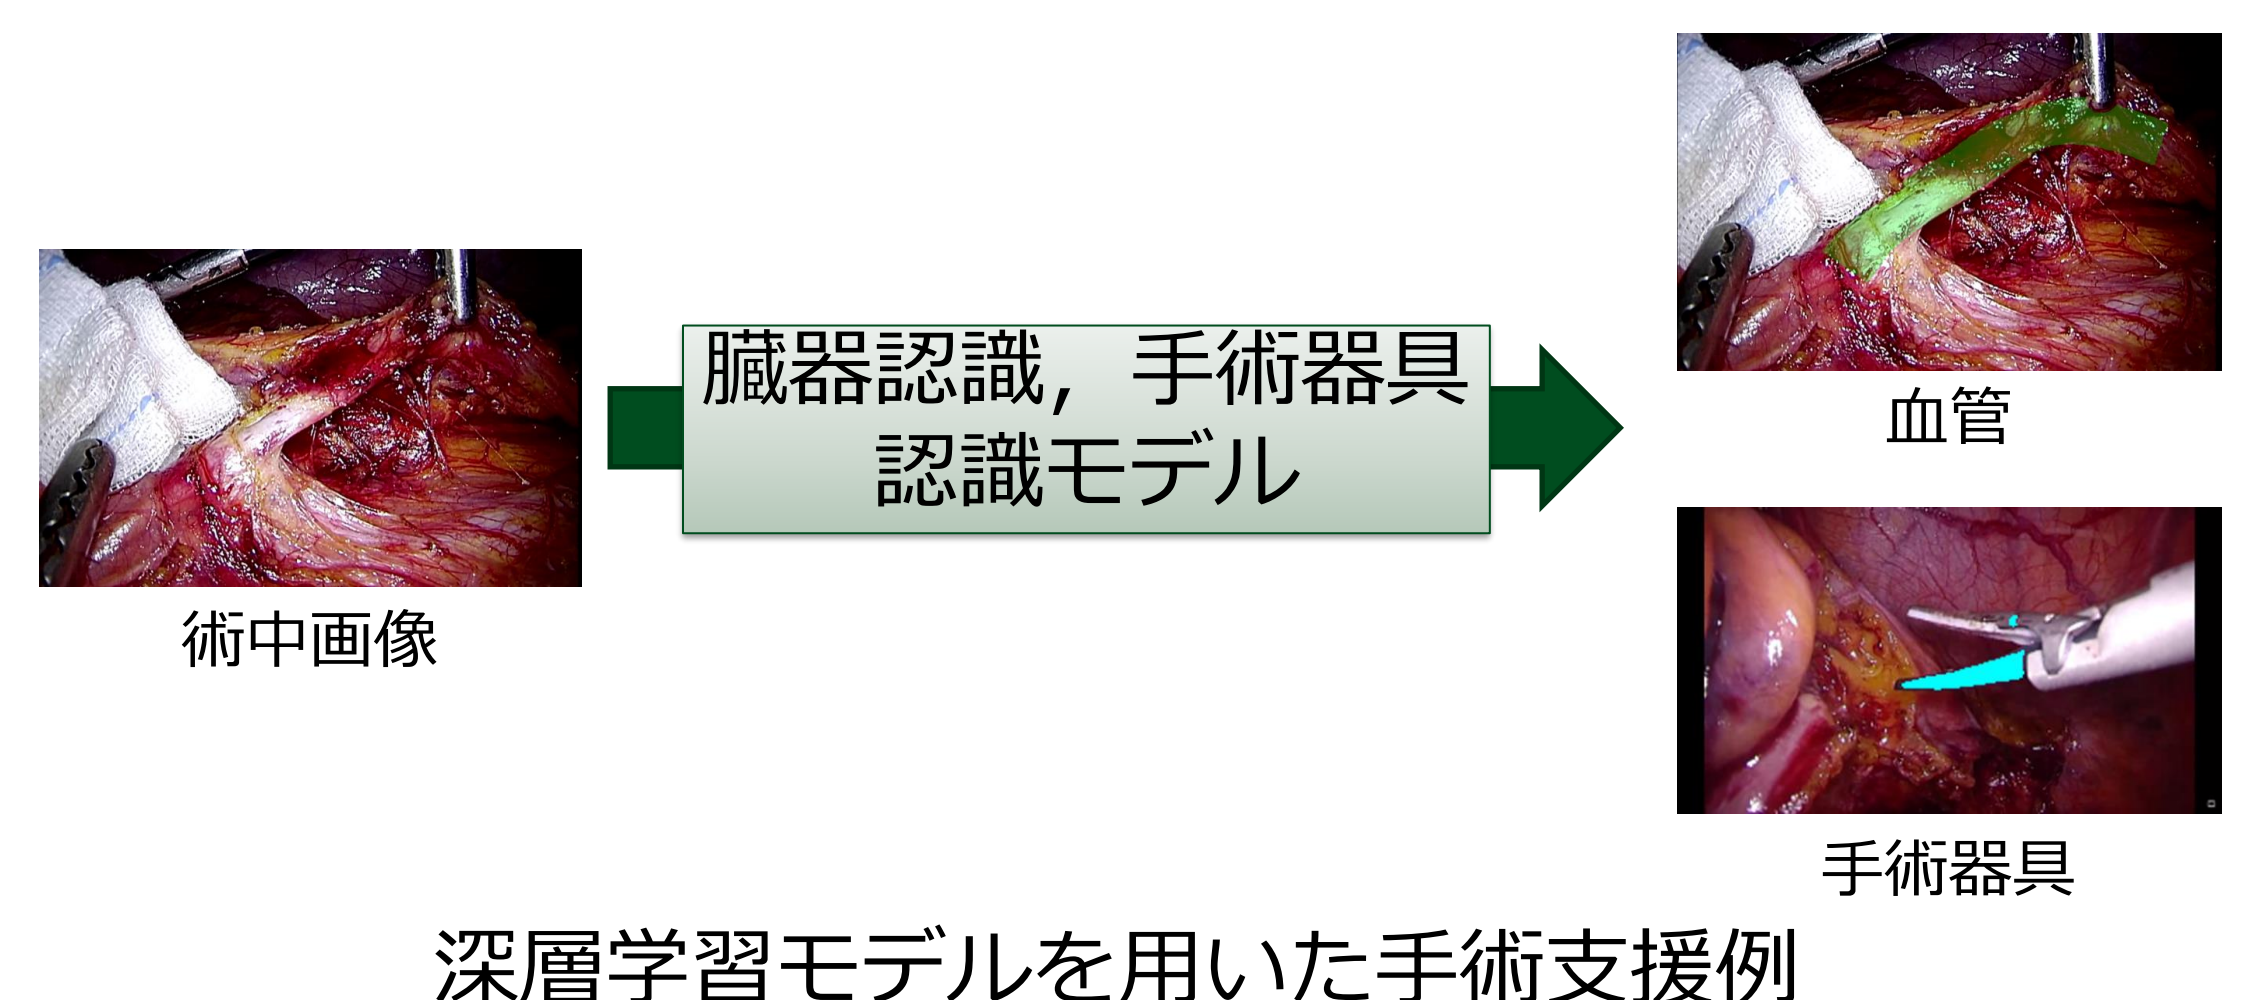 術中画像
臓器認識，手術器具
認識モデル
血管
手術器具
深層学習モデルを用いた手術支援例